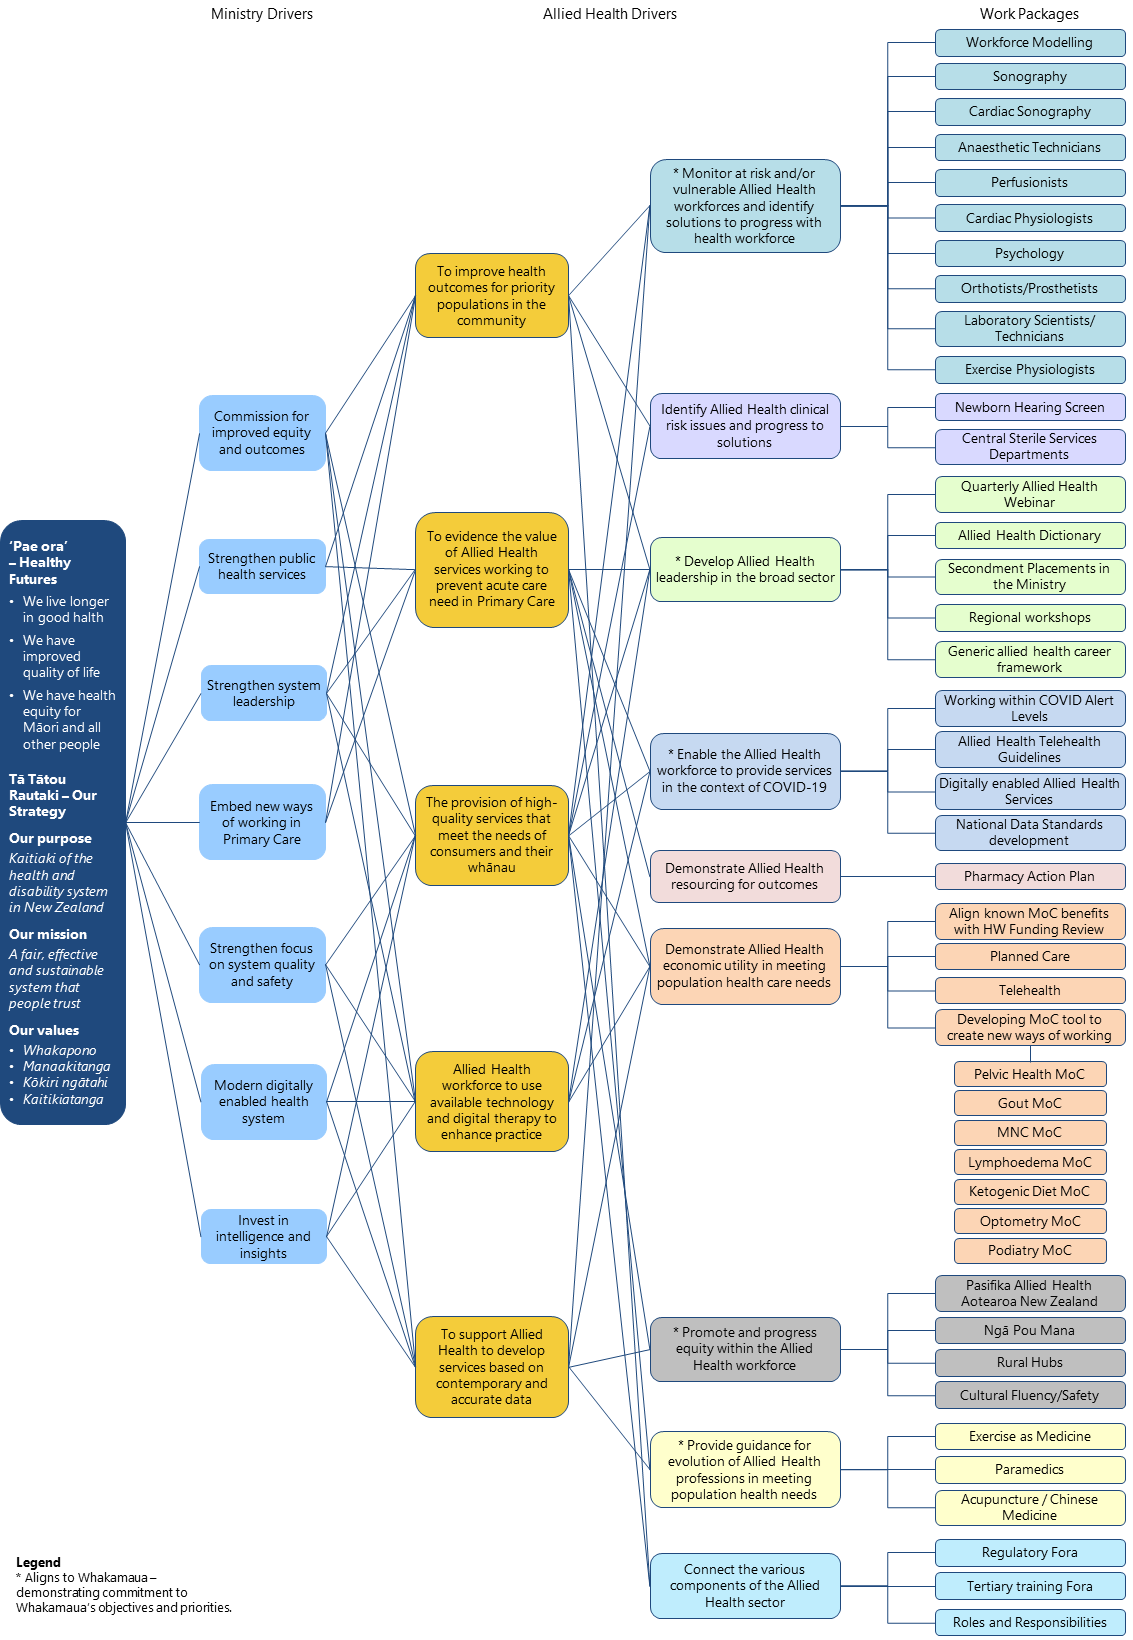 Ministry Drivers
Allied Health Drivers
Work Packages
‘Pae ora’
– Healthy
Futures
• We live longer
in good halth
• We have
improved
quality of life
• We have health
equity for
Māori and all
other people
Tā Tātou
Rautaki – Our
Strategy
Our purpose
Kaitiaki of the
health and
disability system
in New Zealand
Our mission
A fair, effective
and sustainable
system that
people trust
Our values
• Whakapono
• Manaakitanga
• Kōkiri ngātahi
• Kaitikiatanga
Commission for
improved equity
and outcomes
Strengthen public
health services
Strengthen system
leadership
Embed new ways
of working in
Primary Care
Strengthen focus
on system quality
and safety
Modern digitally
enabled health
system
Invest in
intelligence and
insights
To improve health
outcomes for priority
populations in the
community
To evidence the value
of Allied Health
services working to
prevent acute care
need in Primary Care
The provision of high-
quality services that
meet the needs of
consumers and their
whānau
Allied Health
workforce to use
available technology
and digital therapy to
enhance practice
To support Allied
Health to develop
services based on
contemporary and
accurate data
* Monitor at risk and/or
vulnerable Allied Health
workforces and identify
solutions to progress with
health workforce
Identify Allied Health clinical
risk issues and progress to
solutions
* Develop Allied Health
leadership in the broad sector
* Enable the Allied Health
workforce to provide services
in the context of COVID-19
Demonstrate Allied Health
resourcing for outcomes
Demonstrate Allied Health
economic utility in meeting
population health care needs
* Promote and progress
equity within the Allied
Health workforce
* Provide guidance for
evolution of Allied Health
professions in meeting
population health needs
Connect the various
components of the Allied
Health sector
Workforce Modelling
Sonography
Cardiac Sonography
Anaesthetic Technicians
Perfusionists
Cardiac Physiologists
Psychology
Orthotists/Prosthetists
Laboratory Scientists/
Technicians
Exercise Physiologists
Newborn Hearing Screen
Central Sterile Services
Departments
Quarterly Allied Health
Webinar
Allied Health Dictionary
Secondment Placements in
the Ministry
Regional workshops
Generic allied health career
framework
Working within COVID Alert
Levels
Allied Health Telehealth
Guidelines
Digitally enabled Allied Health
Services
National Data Standards
development
Pharmacy Action Plan
Align known MoC benefits
with HW Funding Review
Planned Care
Telehealth
Developing MoC tool to
create new ways of working
Pelvic Health MoC
Gout MoC
MNC MoC
Lymphoedema MoC
Ketogenic Diet MoC
Optometry MoC
Podiatry MoC
Pasifika Allied Health
Aotearoa New Zealand
Ngā Pou Mana
Rural Hubs
Cultural Fluency/Safety
Exercise as Medicine
Paramedics
Acupuncture / Chinese
Medicine
Regulatory Fora
Tertiary training Fora
Roles and Responsibilities
Legend
* Aligns to Whakamaua –
demonstrating commitment to
Whakamaua’s objectives and priorities.